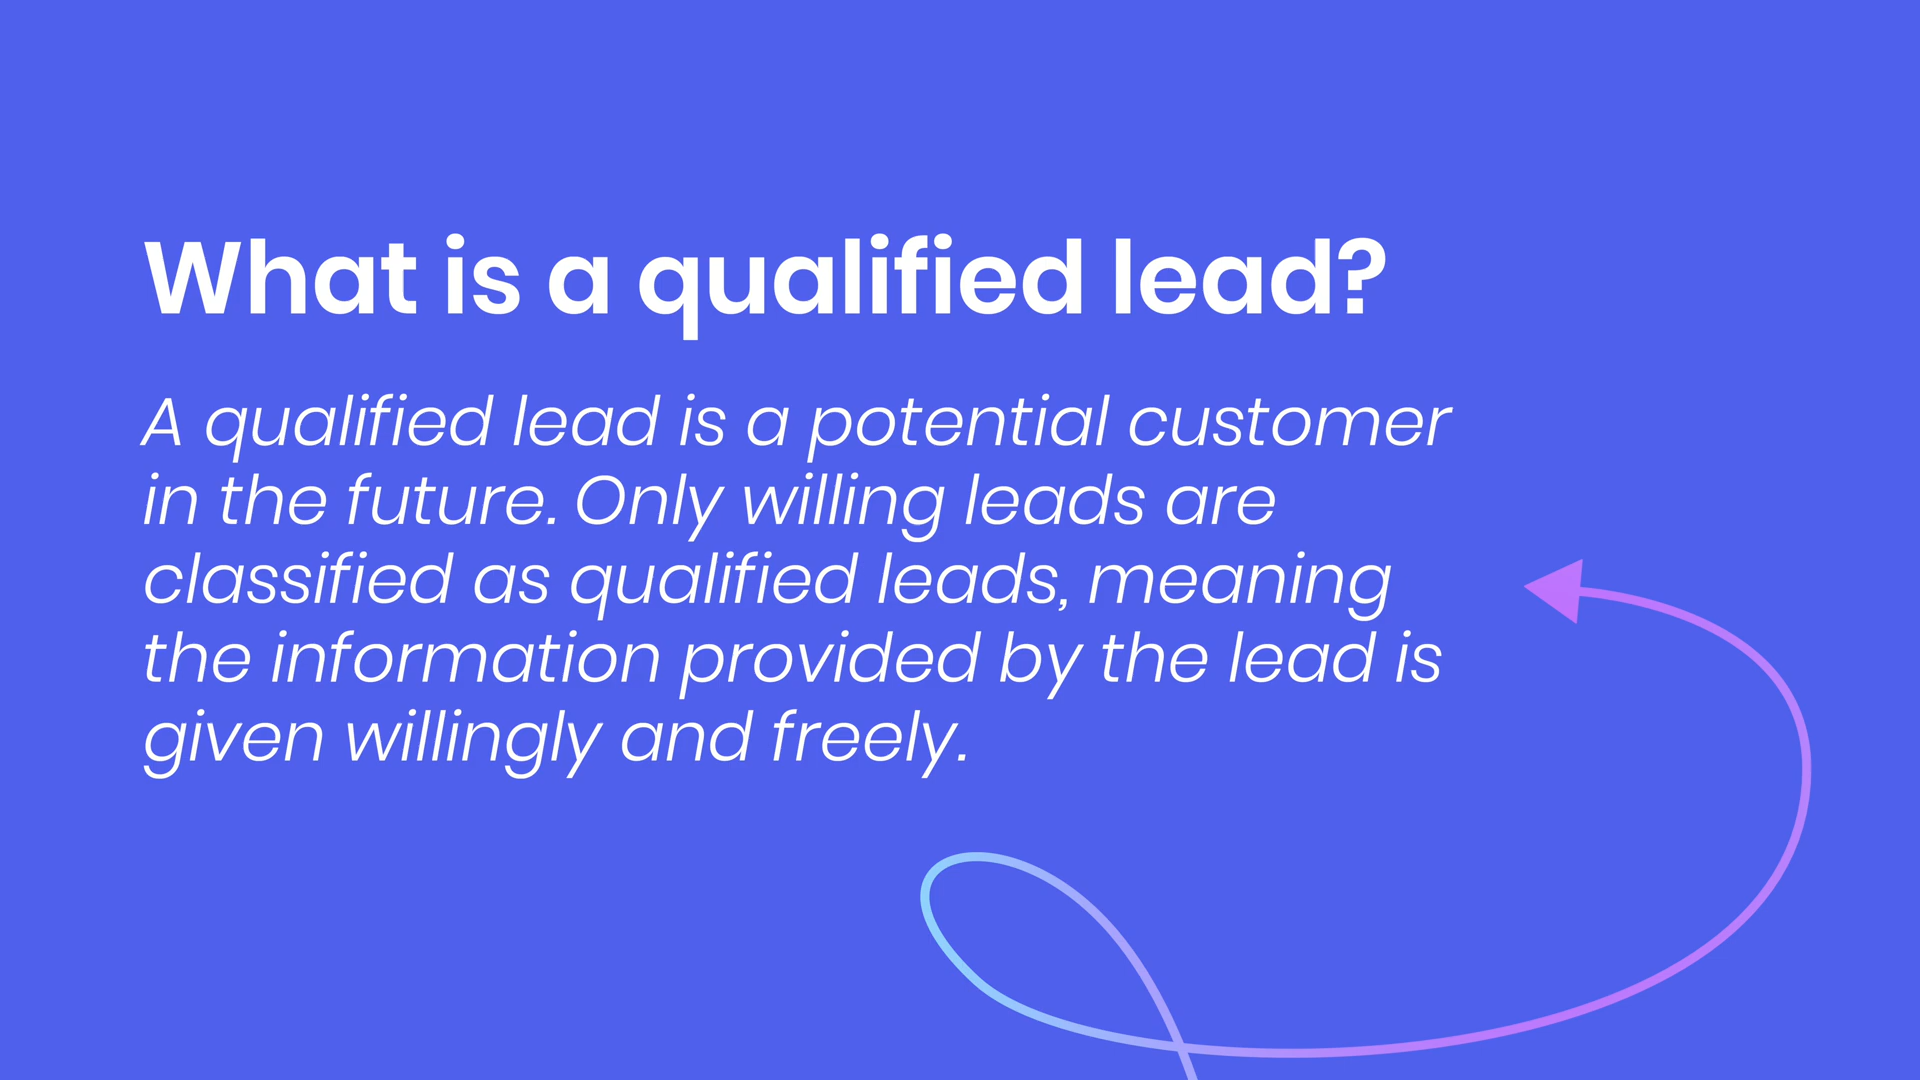 What is a qualified lead?
A qualified lead is a potential customer
in the future. Only willing leads are
classified as qualified leads, meaning
the information provided by the lead is
given willingly and freely.